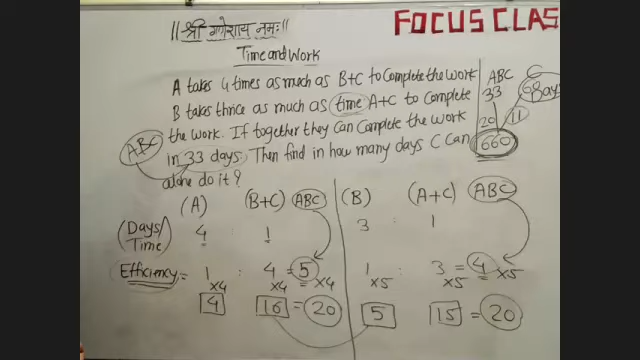 ||श्री गणेशाय नमः||
FOCUS CLAS
Time and Work
A takes 4 times as much as B+C to Complete the work
B takes thrice as much as time A+C to Complete
the work. If together they Can Complete the work
in 33 days. Then find in how many days C Can
alone do it?
ABC
ABC C
33 60 days
20 11
660
(A) (B+C) ABC (B) (A+C) ABC
(Days/Time) 4 : 1 3 : 1
Efficiency = 1 : 4 = 5 1 : 3 = 4
×4 ×4 ×4 ×5 ×5 ×5
4 16 = 20 5 15 = 20